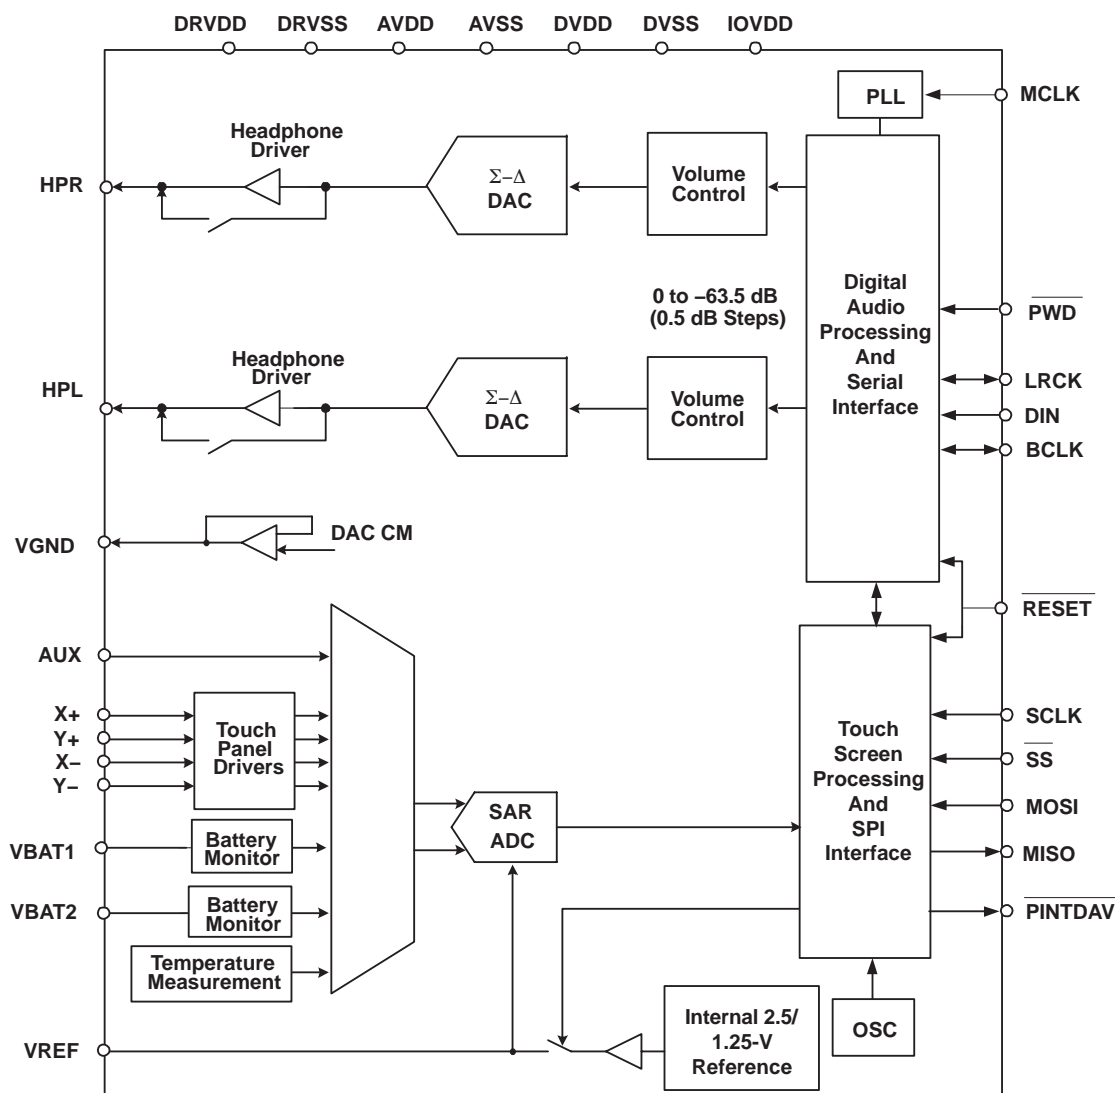 DRVDD DRVSS AVDD AVSS DVDD DVSS IOVDD
PLL
MCLK
Headphone
Driver
HPR
Σ–Δ
DAC
Volume
Control
0 to –63.5 dB
(0.5 dB Steps)
Digital
Audio
Processing
And
Serial
Interface
PWD
LRCK
DIN
BCLK
Headphone
Driver
HPL
Σ–Δ
DAC
Volume
Control
VGND
DAC CM
RESET
AUX
X+
Y+
X–
Y–
Touch
Panel
Drivers
VBAT1
Battery
Monitor
VBAT2
Battery
Monitor
Temperature
Measurement
SAR
ADC
Touch
Screen
Processing
And
SPI
Interface
SCLK
SS
MOSI
MISO
PINTDAV
VREF
Internal 2.5/
1.25-V
Reference
OSC